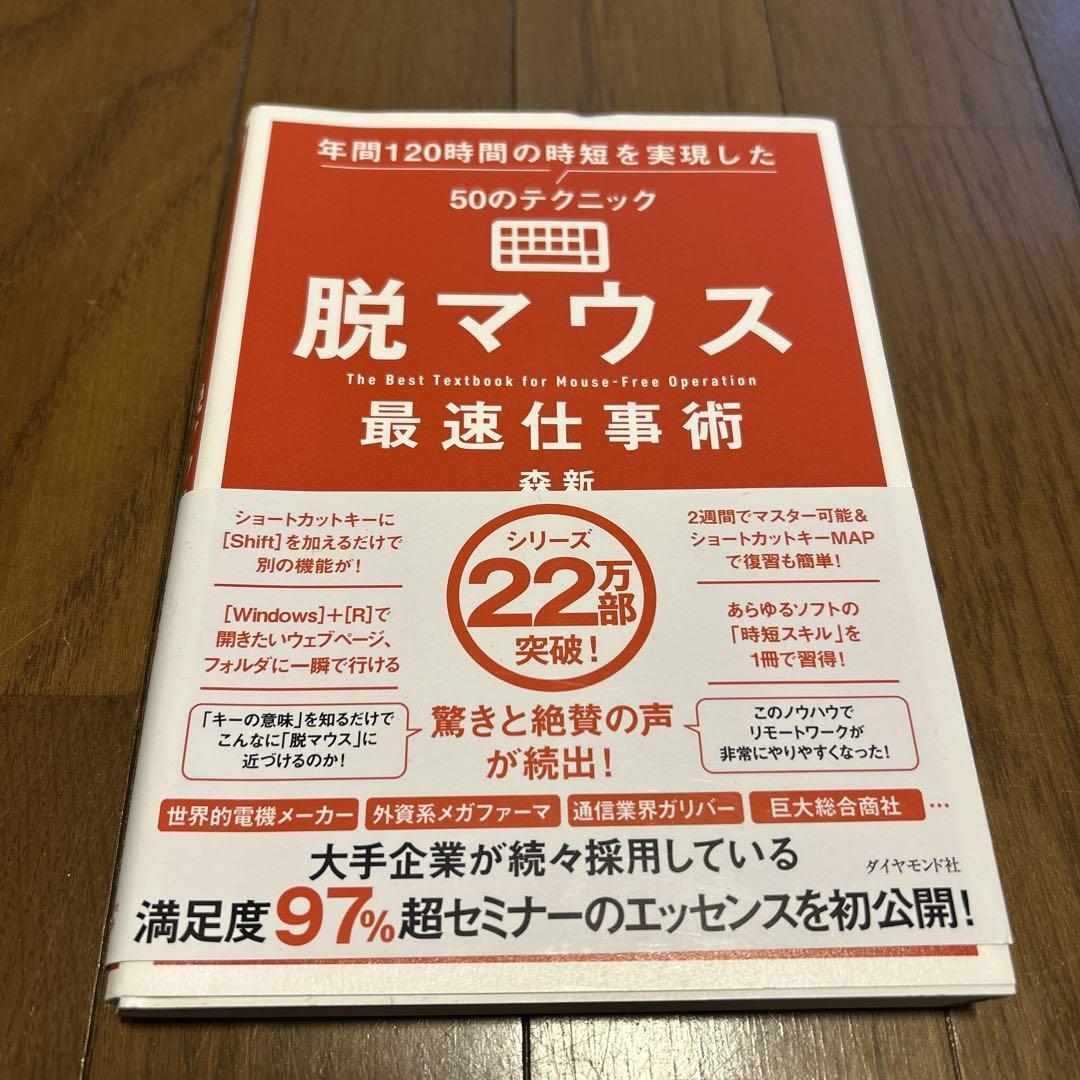 年間120時間の時短を実現した
50のテクニック
脱マウス
The Best Textbook for Mouse-Free Operation
最速仕事術
森 新
ショートカットキーに
[Shift]を加えるだけで
別の機能が!
[Windows]+[R]で
開きたいウェブページ、
フォルダに一瞬で行ける
シリーズ
22万部
突破!
2週間でマスター可能&
ショートカットキーMAP
で復習も簡単!
あらゆるソフトの
「時短スキル」を
1冊で習得!
「キーの意味」を知るだけで
こんなに「脱マウス」に
近づけるのか!
驚きと絶賛の声
が続出!
このノウハウで
リモートワークが
非常にやりやすくなった!
世界的電機メーカー 外資系メガファーマ 通信業界ガリバー 巨大総合商社 …
大手企業が続々採用している
ダイヤモンド社
満足度97%超セミナーのエッセンスを初公開!